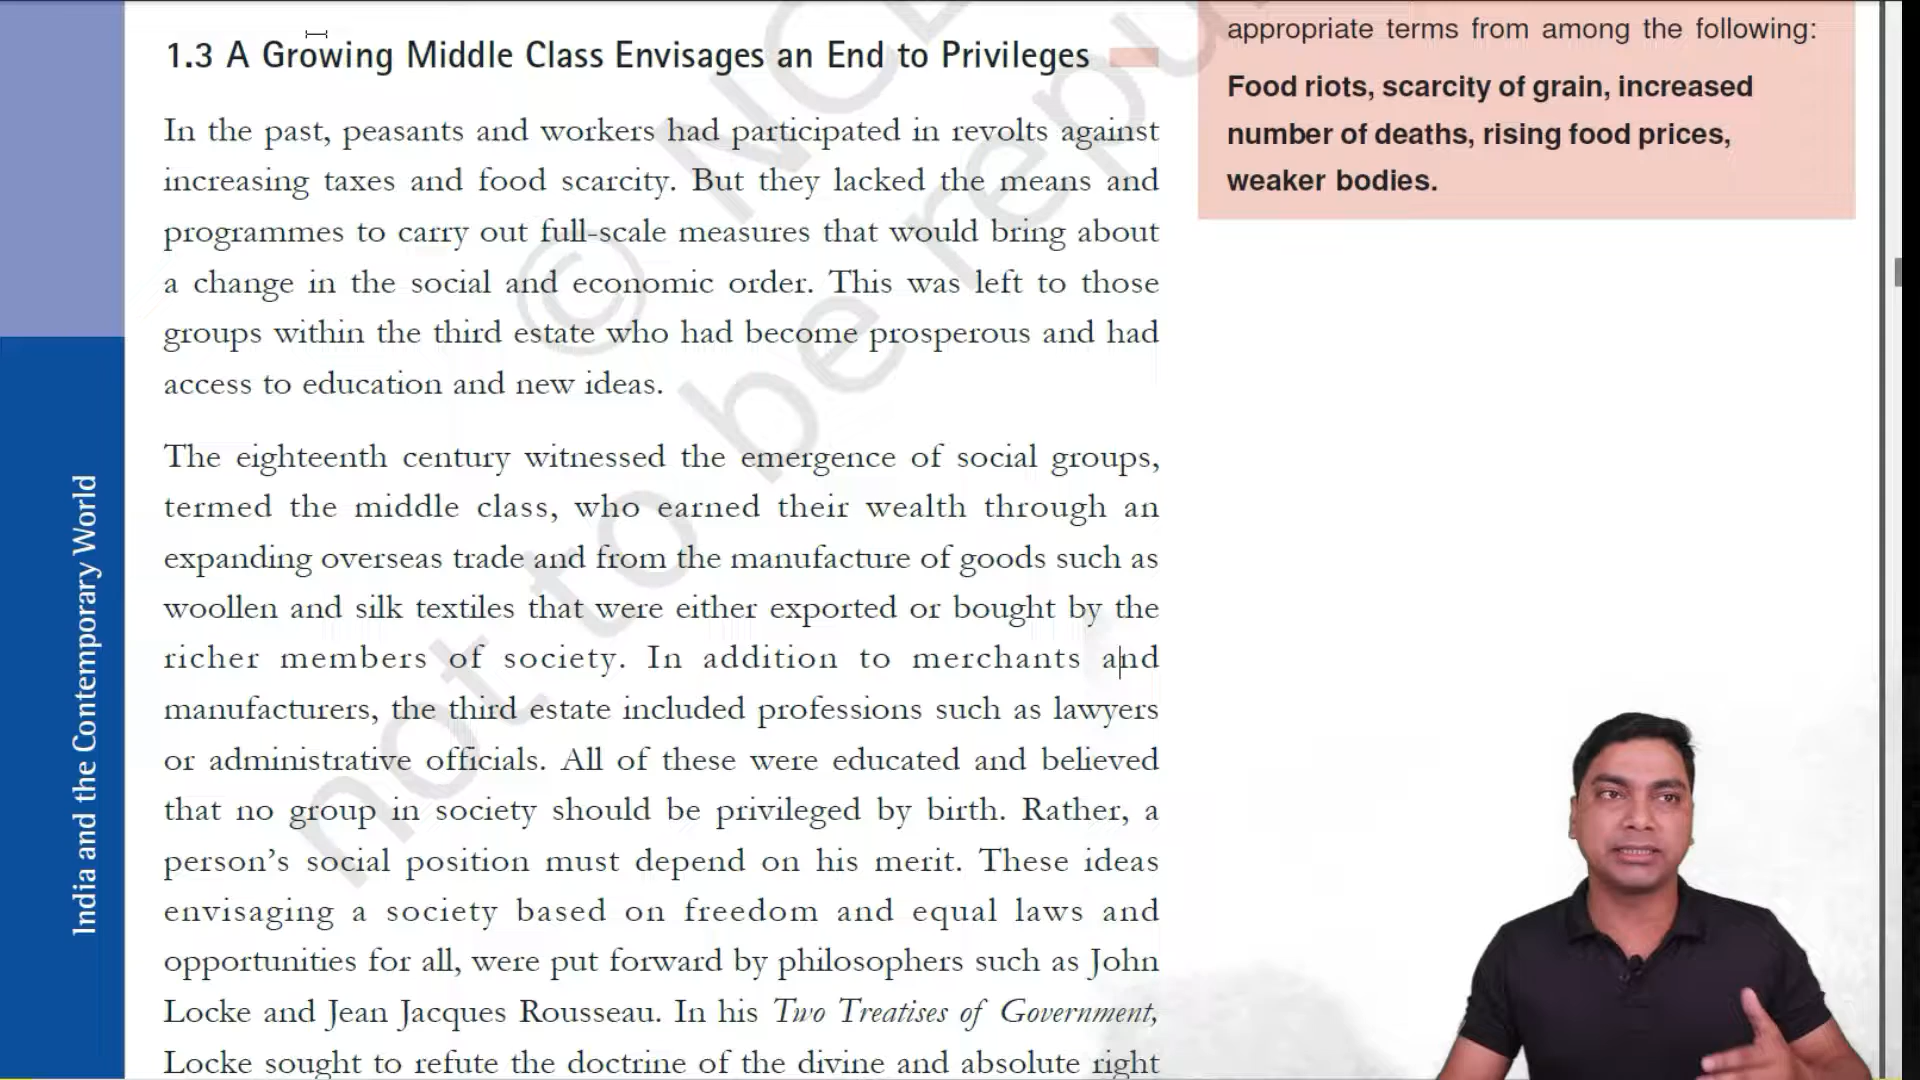 1.3 A Growing Middle Class Envisages an End to Privileges
In the past, peasants and workers had participated in revolts against
increasing taxes and food scarcity. But they lacked the means and
programmes to carry out full-scale measures that would bring about
a change in the social and economic order. This was left to those
groups within the third estate who had become prosperous and had
access to education and new ideas.
The eighteenth century witnessed the emergence of social groups,
termed the middle class, who earned their wealth through an
expanding overseas trade and from the manufacture of goods such as
woollen and silk textiles that were either exported or bought by the
richer members of society. In addition to merchants and
manufacturers, the third estate included professions such as lawyers
or administrative officials. All of these were educated and believed
that no group in society should be privileged by birth. Rather, a
person's social position must depend on his merit. These ideas
envisaging a society based on freedom and equal laws and
opportunities for all, were put forward by philosophers such as John
Locke and Jean Jacques Rousseau. In his Two Treatises of Government,
Locke sought to refute the doctrine of the divine and absolute right
appropriate terms from among the following:
Food riots, scarcity of grain, increased
number of deaths, rising food prices,
weaker bodies.
India and the Contemporary World
©
not to be